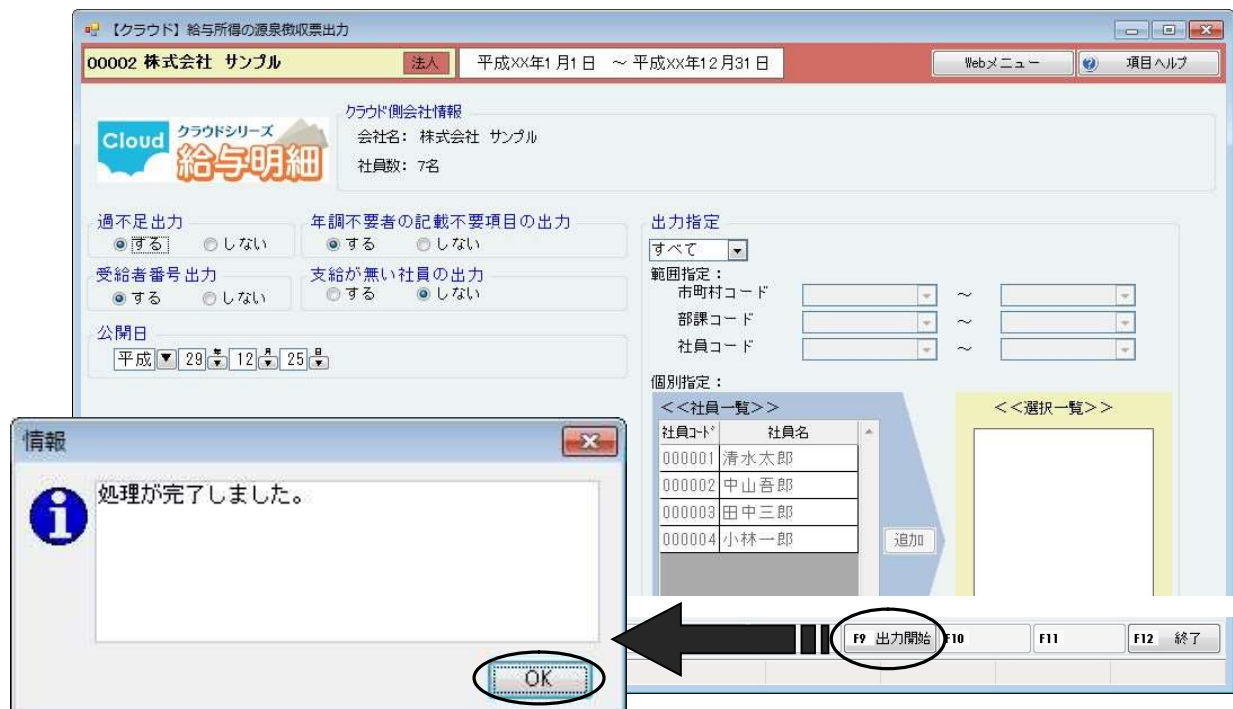 【クラウド】給与所得の源泉徴収票出力
00002 株式会社 サンプル 法人 平成XX年1月1日 ～平成XX年12月31日 Webメニュー 項目ヘルプ
Cloud クラウドシリーズ
給与明細
クラウド側会社情報
会社名: 株式会社 サンプル
社員数: 7名
過不足出力
する しない
年調不要者の記載不要項目の出力
する しない
受給者番号出力
する しない
支給が無い社員の出力
する しない
公開日
平成 29 年 12 月 25 日
出力指定
すべて
範囲指定：
市町村コード ～
部課コード ～
社員コード ～
個別指定：
<<社員一覧>>
社員ｺｰﾄﾞ 社員名
000001 清水太郎
000002 中山吾郎
000003 田中三郎
000004 小林一郎
追加
<<選択一覧>>
F9 出力開始 F10 F11 F12 終了
情報
処理が完了しました。
OK